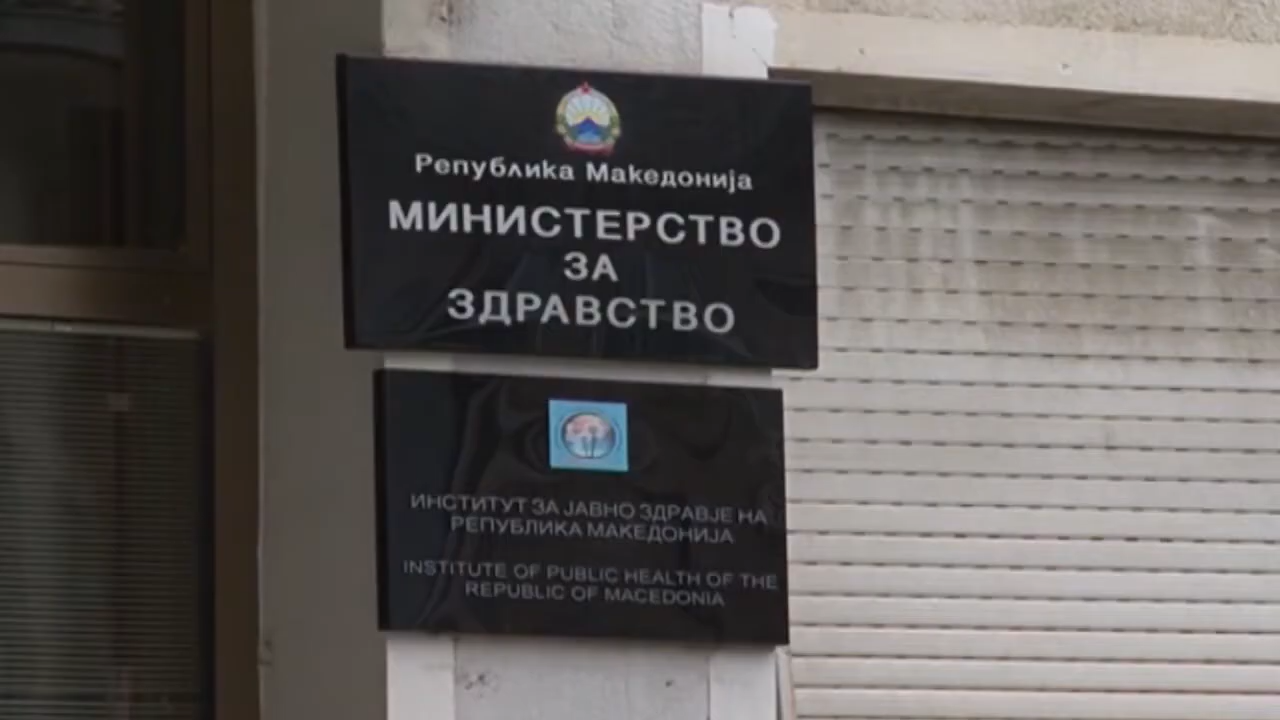 Република Македонија
МИНИСТЕРСТВО
ЗА
ЗДРАВСТВО
ИНСТИТУТ ЗА ЈАВНО ЗДРАВЈЕ НА
РЕПУБЛИКА МАКЕДОНИЈА
INSTITUTE OF PUBLIC HEALTH OF THE
REPUBLIC OF MACEDONIA